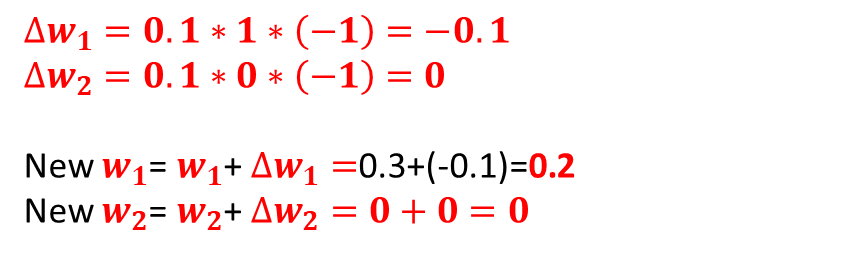 Δw₁ = 0.1 * 1 * (−1) = −0.1
Δw₂ = 0.1 * 0 * (−1) = 0
New w₁= w₁+ Δw₁ =0.3+(-0.1)=0.2
New w₂= w₂+ Δw₂ = 0 + 0 = 0